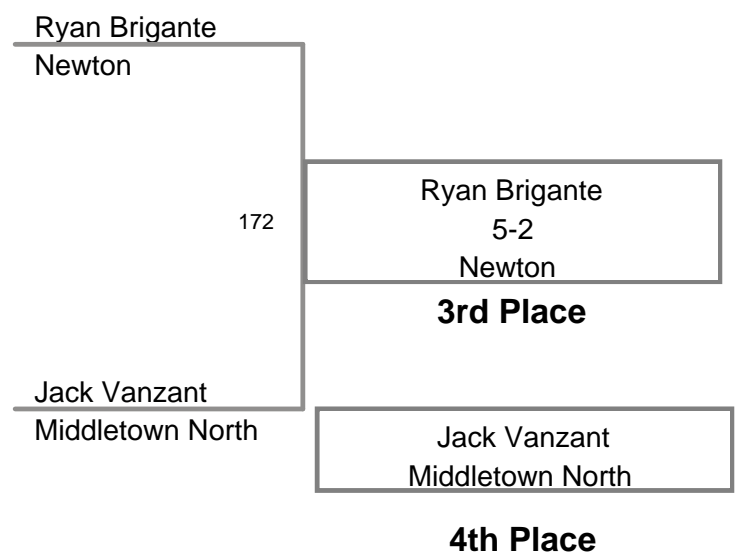 Ryan Brigante
Newton
172
Ryan Brigante
5-2
Newton
3rd Place
Jack Vanzant
Middletown North
Jack Vanzant
Middletown North
4th Place